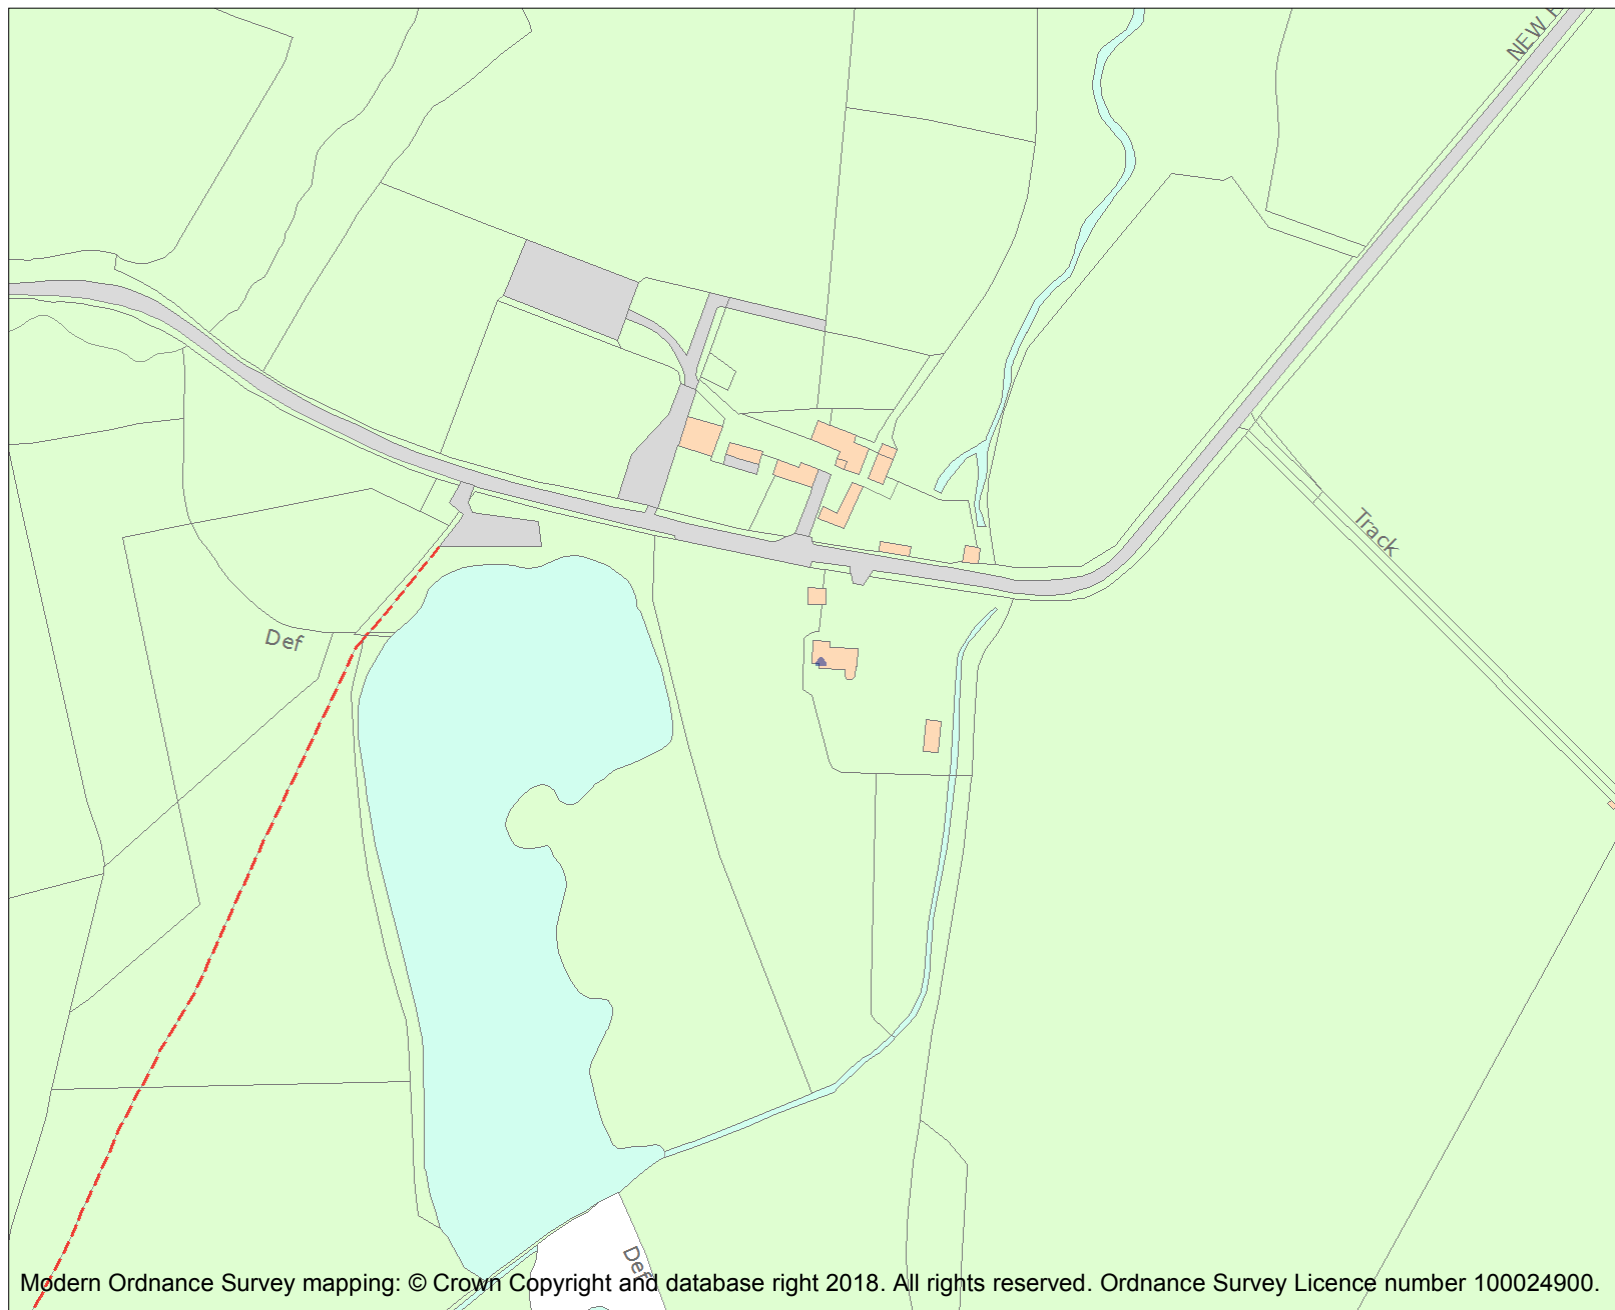 NEW
Track
Def
Def
Modern Ordnance Survey mapping: © Crown Copyright and database right 2018. All rights reserved. Ordnance Survey Licence number 100024900.